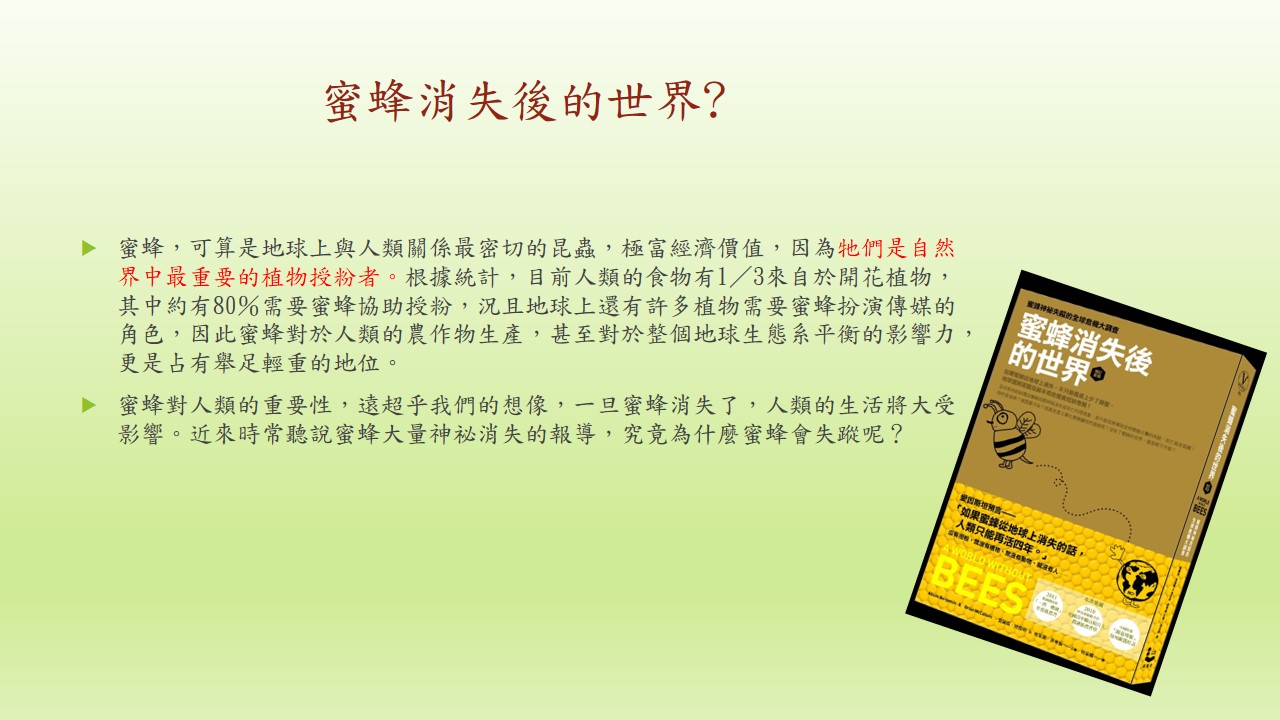 蜜蜂消失後的世界?
蜜蜂，可算是地球上與人類關係最密切的昆蟲，極富經濟價值，因為牠們是自然
界中最重要的植物授粉者。根據統計，目前人類的食物有1／3來自於開花植物，
其中約有80％需要蜜蜂協助授粉，況且地球上還有許多植物需要蜜蜂扮演傳媒的
角色，因此蜜蜂對於人類的農作物生產，甚至對於整個地球生態系平衡的影響力，
更是占有舉足輕重的地位。
蜜蜂對人類的重要性，遠超乎我們的想像，一旦蜜蜂消失了，人類的生活將大受
影響。近來時常聽說蜜蜂大量神祕消失的報導，究竟為什麼蜜蜂會失蹤呢？
蜜蜂神祕失蹤的全球危機大調查
蜜蜂消失後
的世界
愛因斯坦預言──
「如果蜜蜂從地球上消失的話，
人類只能再活四年。」
A WORLD WITHOUT
BEES
蜜蜂消失後的世界
BEES